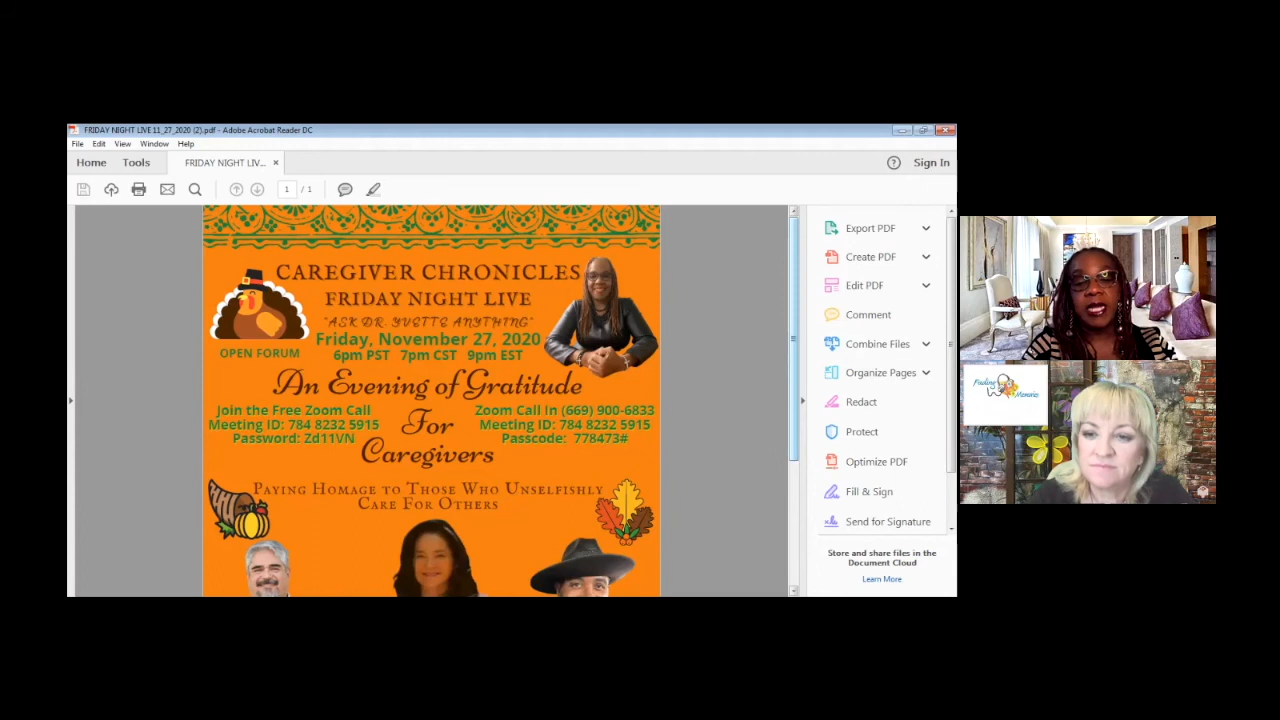 FRIDAY NIGHT LIVE 11_27_2020 (2).pdf - Adobe Acrobat Reader DC
File Edit View Window Help
Home Tools FRIDAY NIGHT LIV... × Sign In
1 / 1
CAREGIVER CHRONICLES
FRIDAY NIGHT LIVE
"ASK DR. YVETTE ANYTHING"
Friday, November 27, 2020
6pm PST 7pm CST 9pm EST
OPEN FORUM
An Evening of Gratitude
For
Caregivers
Join the Free Zoom Call
Meeting ID: 784 8232 5915
Password: Zd11VN
Zoom Call In (669) 900-6833
Meeting ID: 784 8232 5915
Passcode: 778473#
Paying Homage to Those Who Unselfishly
Care For Others
Export PDF
Create PDF
Edit PDF
Comment
Combine Files
Organize Pages
Redact
Protect
Optimize PDF
Fill & Sign
Send for Signature
Store and share files in the
Document Cloud
Learn More
Finding
Memories